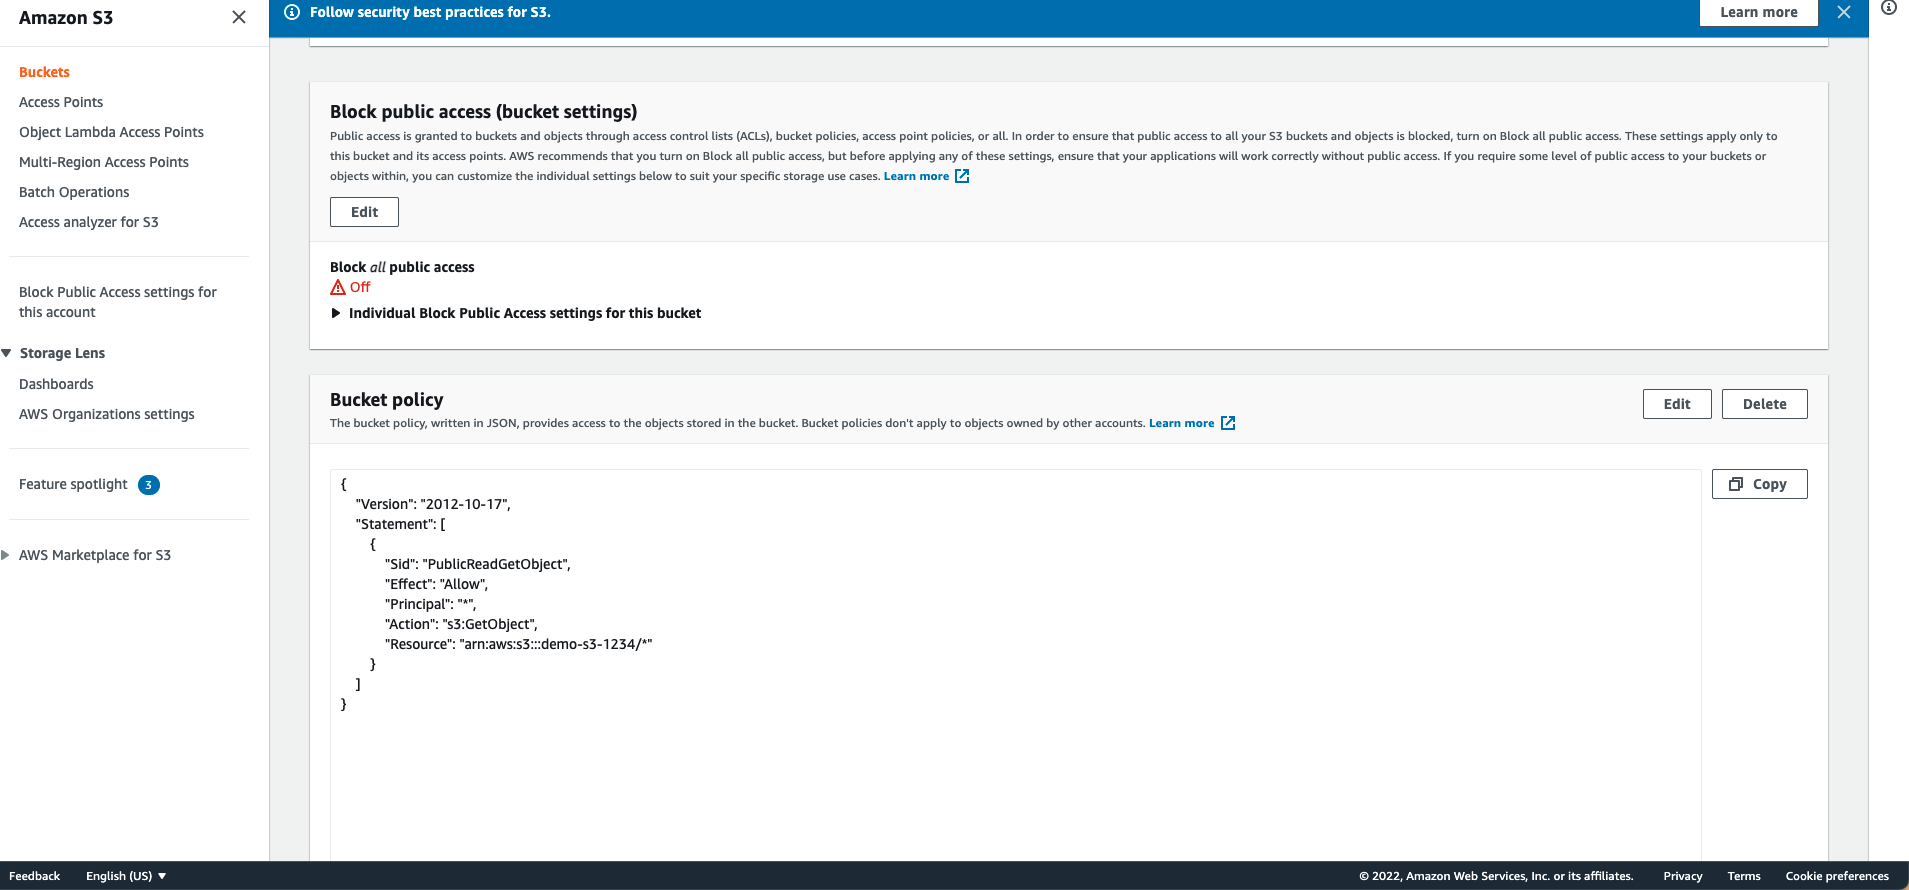 Amazon S3
Follow security best practices for S3.
Learn more
Buckets
Access Points
Object Lambda Access Points
Multi-Region Access Points
Batch Operations
Access analyzer for S3
Block Public Access settings for
this account
Storage Lens
Dashboards
AWS Organizations settings
Feature spotlight 3
AWS Marketplace for S3
Block public access (bucket settings)
Public access is granted to buckets and objects through access control lists (ACLs), bucket policies, access point policies, or all. In order to ensure that public access to all your S3 buckets and objects is blocked, turn on Block all public access. These settings apply only to
this bucket and its access points. AWS recommends that you turn on Block all public access, but before applying any of these settings, ensure that your applications will work correctly without public access. If you require some level of public access to your buckets or
objects within, you can customize the individual settings below to suit your specific storage use cases. Learn more
Edit
Block all public access
Off
Individual Block Public Access settings for this bucket
Bucket policy
The bucket policy, written in JSON, provides access to the objects stored in the bucket. Bucket policies don't apply to objects owned by other accounts. Learn more
Edit
Delete
Copy
{
"Version": "2012-10-17",
"Statement": [
{
"Sid": "PublicReadGetObject",
"Effect": "Allow",
"Principal": "*",
"Action": "s3:GetObject",
"Resource": "arn:aws:s3:::demo-s3-1234/*"
}
]
}
Feedback
English (US)
© 2022, Amazon Web Services, Inc. or its affiliates.
Privacy
Terms
Cookie preferences